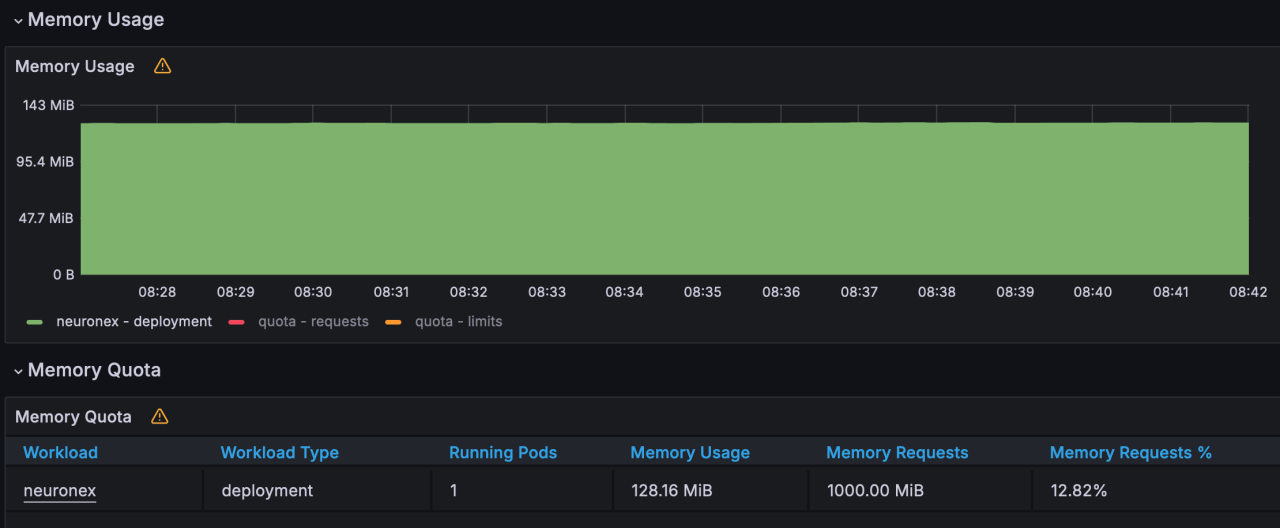 Memory Usage
Memory Usage
143 MiB
95.4 MiB
47.7 MiB
0 B
08:28 08:29 08:30 08:31 08:32 08:33 08:34 08:35 08:36 08:37 08:38 08:39 08:40 08:41 08:42
neuronex - deployment quota - requests quota - limits
Memory Quota
Memory Quota
Workload Workload Type Running Pods Memory Usage Memory Requests Memory Requests %
neuronex deployment 1 128.16 MiB 1000.00 MiB 12.82%